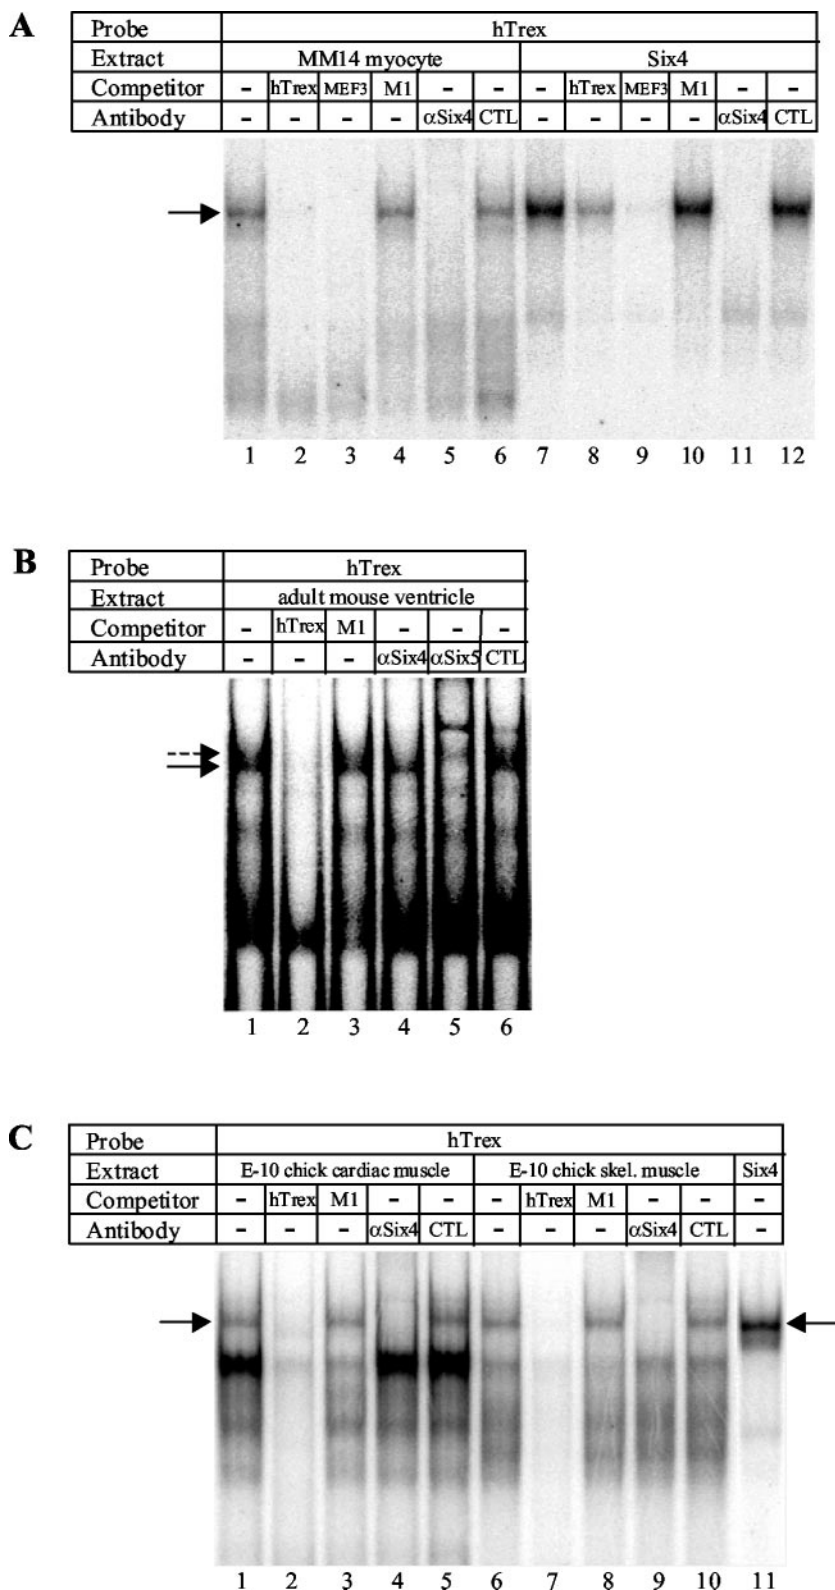 A
Probe hTrex
Extract MM14 myocyte Six4
Competitor - hTrex MEF3 M1 - - - hTrex MEF3 M1 - -
Antibody - - - - αSix4 CTL - - - - αSix4 CTL
1 2 3 4 5 6 7 8 9 10 11 12
B
Probe hTrex
Extract adult mouse ventricle
Competitor - hTrex M1 - - -
Antibody - - - αSix4 αSix5 CTL
1 2 3 4 5 6
C
Probe hTrex
Extract E-10 chick cardiac muscle E-10 chick skel. muscle Six4
Competitor - hTrex M1 - - - hTrex M1 - - -
Antibody - - - αSix4 CTL - - - αSix4 CTL -
1 2 3 4 5 6 7 8 9 10 11